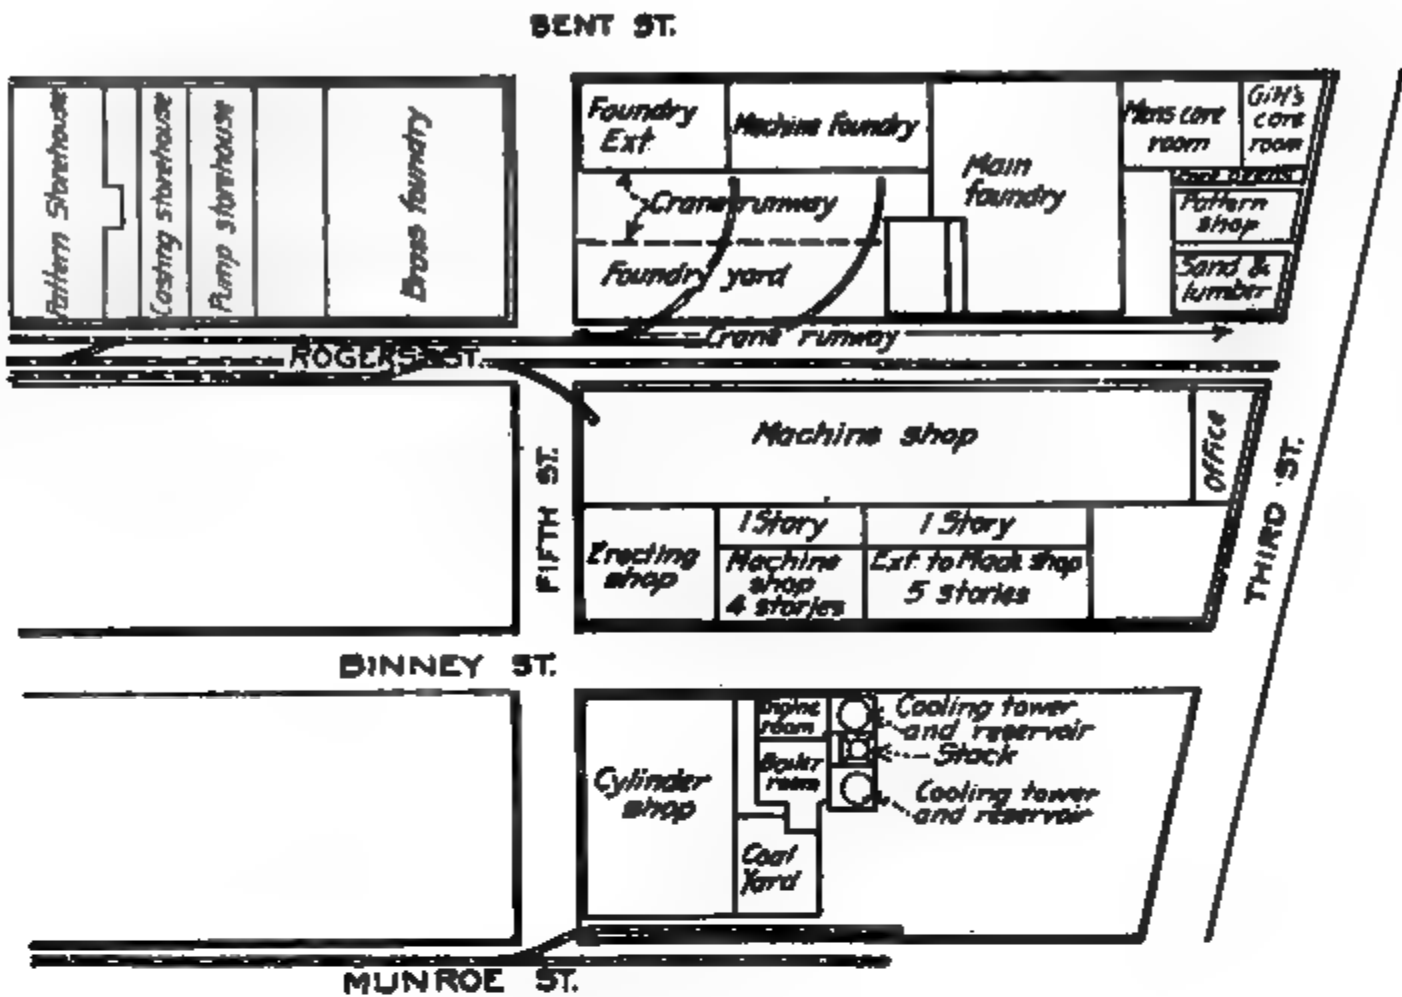 BENT ST.
Pattern Storehouse
Casting storehouse
Pump storehouse
Brass foundry
Foundry
Ext
Machine foundry
Main
foundry
Mens core
room
Girl's
core
room
Core ovens
Pattern
shop
Sand &
lumber
Crane runway
Foundry yard
Crane runway
ROGERS ST.
Machine shop
Office
FIFTH ST.
THIRD ST.
Erecting
shop
1 Story
Machine
shop
4 stories
1 Story
Ext. to Mach shop
5 stories
BINNEY ST.
Cylinder
shop
Engine
room
Boiler
room
Coal
Yard
Cooling tower
and reservoir
Stack
Cooling tower
and reservoir
MUNROE ST.